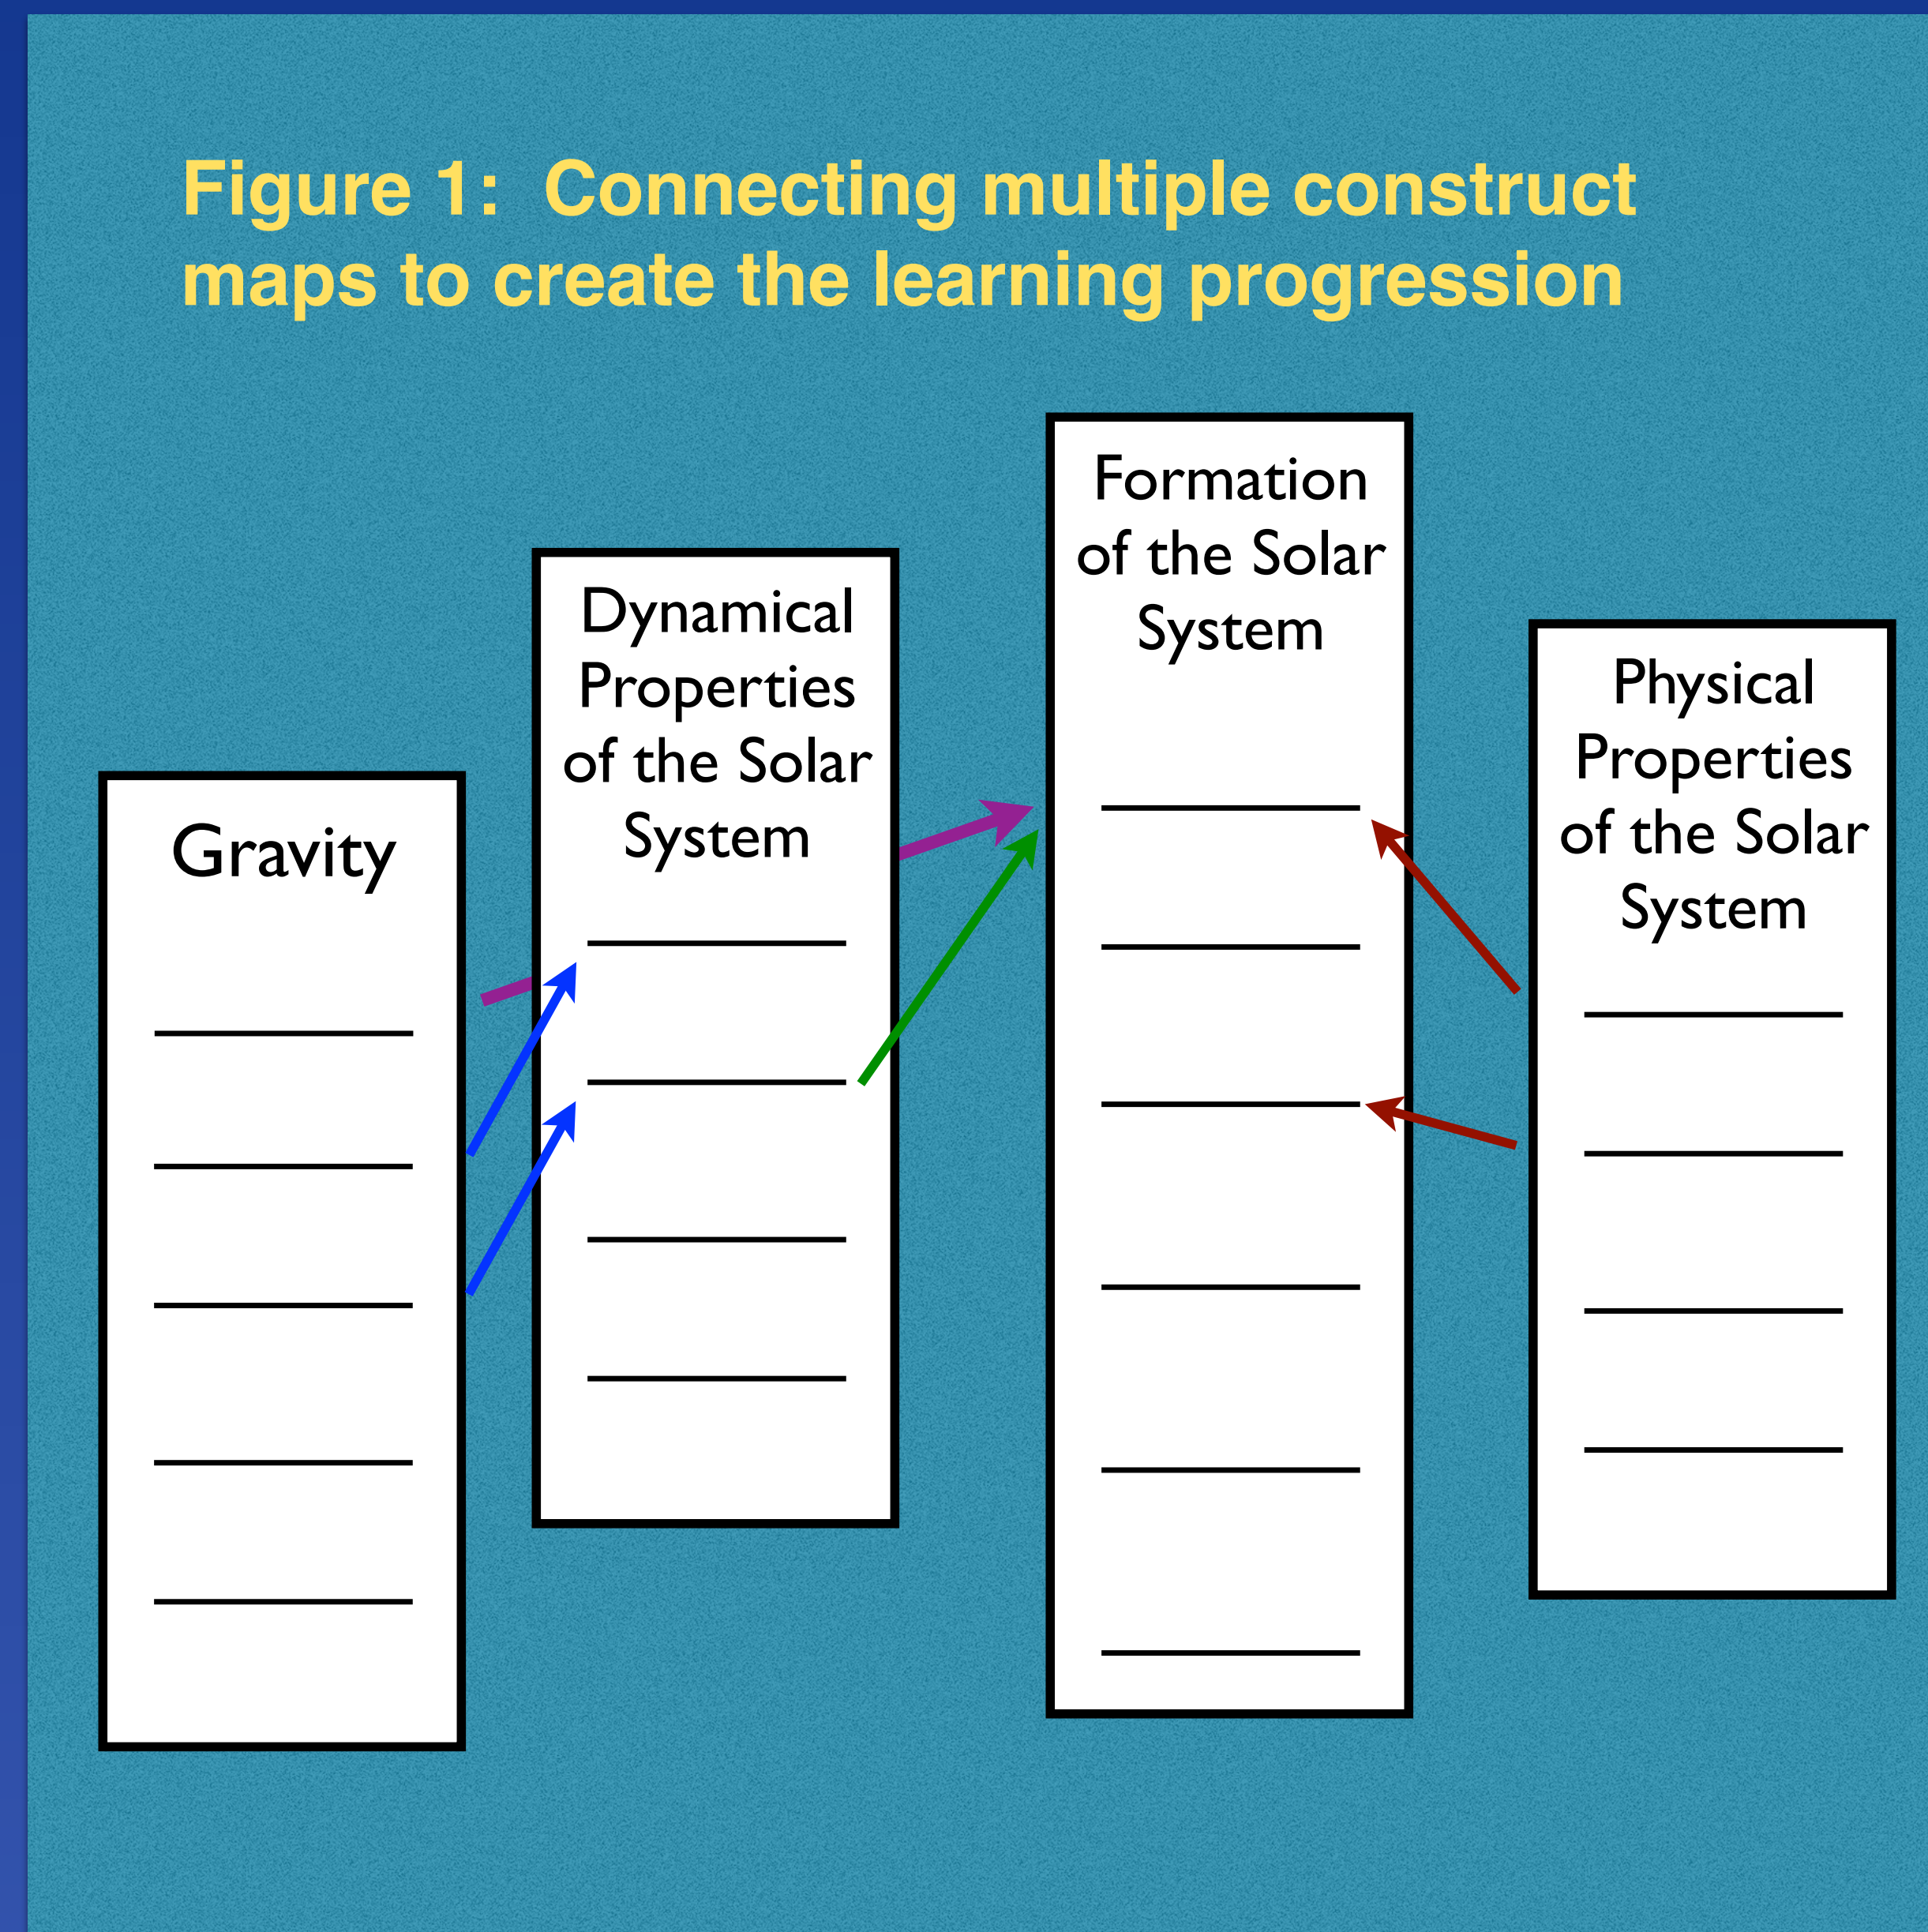 Figure 1:  Connecting multiple construct
maps to create the learning progression
Gravity
Dynamical
Properties
of the Solar
System
Formation
of the Solar
System
Physical
Properties
of the Solar
System